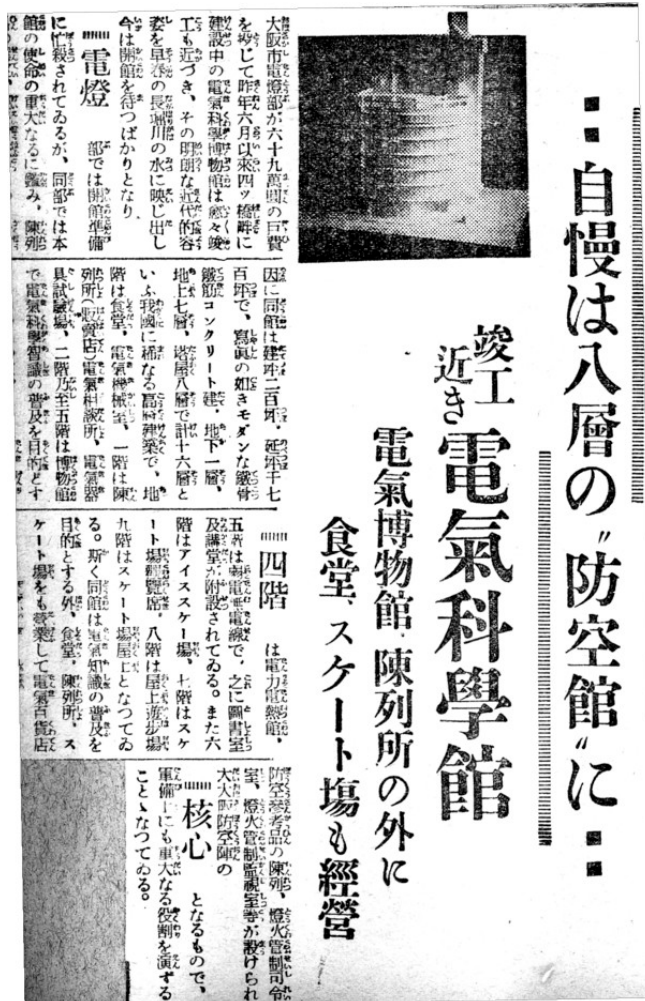 自慢は八層の〝防空館〟に
竣工近き
電氣科學館
電氣博物館、陳列所の外に
食堂、スケート場も經營
大阪市電燈部が六十九萬圓の巨費
を投じて昨年六月以來四ッ橋畔に
建設中の電氣科學博物館は愈々竣
工も近づき、その明朗な近代的容
姿を早春の長堀川の水に映じ出し
今は開館を待つばかりとなり、
電燈
部では開館準備
に忙殺されてゐるが、同部では本
館の使命の重大なるに鑑み、陳列
因に同館は建坪二百坪、延坪千七
百坪で、寫眞の如きモダンな鐵骨
鐵筋コンクリート建、地下一層、
地上七層、塔屋八層で計十六層と
いふ我國に稀なる高層建築で、地
階は食堂、電氣機械室、一階は陳
列所(販賣店)電氣相談所、電氣器
具試驗場、二階乃至五階は博物館
で電氣科學智識の普及を目的とす
四階
は電力電熱館、
五階は弱電電線で、之に圖書室
及講堂が附設されてゐる。また六
階はアイススケー場、七階はスケ
ート場觀覽席、八階は屋上遊歩場
九階はスケート場屋上となつてゐ
る。斯く同館は電氣知識の普及を
目的とする外、食堂、陳列所、ス
ケート場をも營業して電氣百貨店
防空參考品の陳列、燈火管制司令
室、燈火管制監視室等が設けられ
大大阪防空陣の
核心
となるもので、
軍備上にも重大なる役割を演ずる
ことゝなつてゐる。